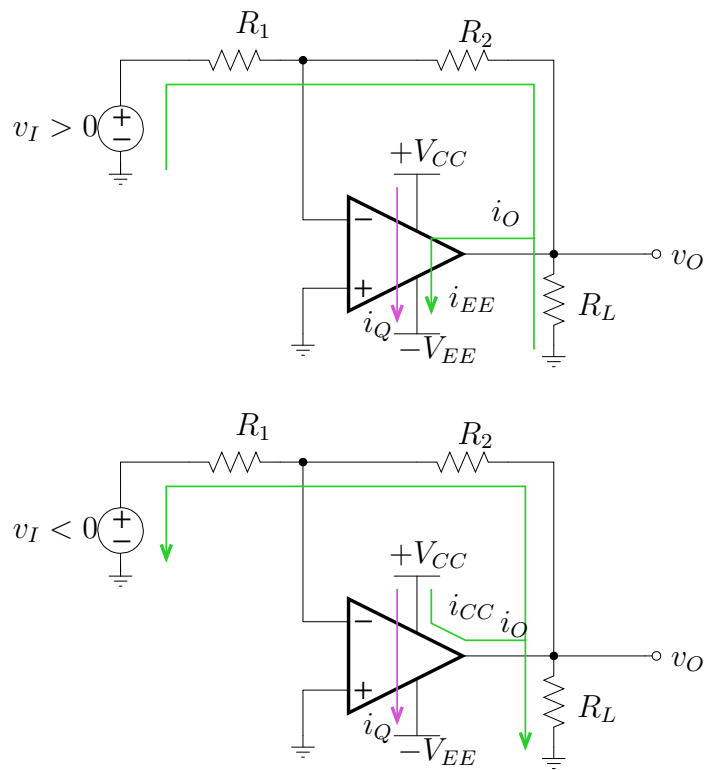 R1 R2
vI > 0
+VCC
iO
vO
iEE
iQ
RL
−VEE
R1 R2
vI < 0
+VCC
iCC iO
vO
iQ
RL
−VEE